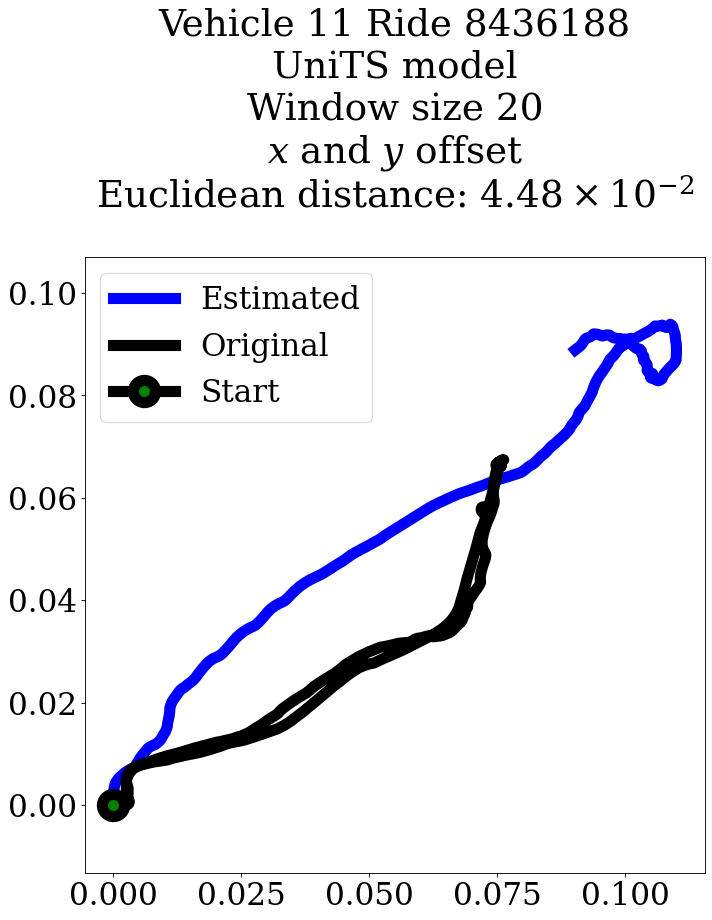 Vehicle 11 Ride 8436188
UniTS model
Window size 20
x and y offset
Euclidean distance: 4.48 × 10⁻²
Estimated
Original
Start
0.10
0.08
0.06
0.04
0.02
0.00
0.000 0.025 0.050 0.075 0.100